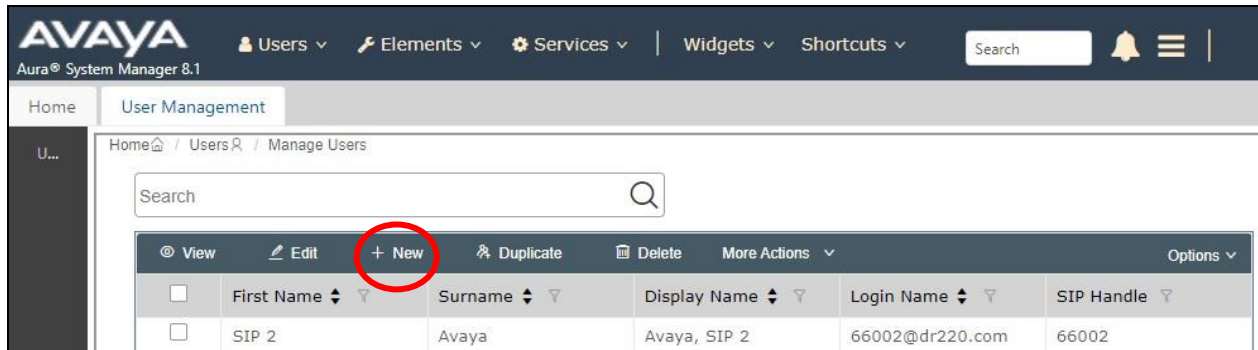 AVAYA
Aura® System Manager 8.1
Users Elements Services | Widgets Shortcuts Search
Home User Management
U...
Home / Users / Manage Users
Search
View Edit + New Duplicate Delete More Actions Options
First Name Surname Display Name Login Name SIP Handle
SIP 2 Avaya Avaya, SIP 2 66002@dr220.com 66002